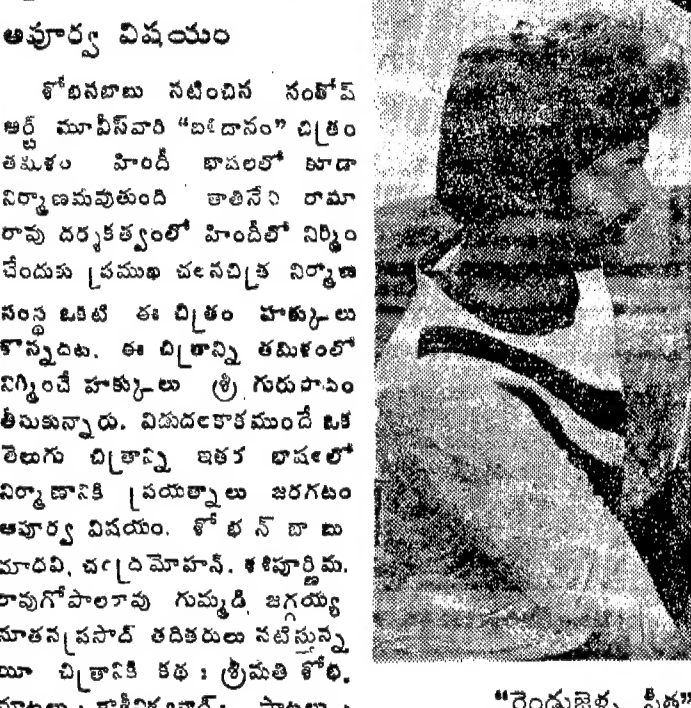 అపూర్వ విషయం
శోభనబాబు నటించిన సంతోష్
ఆర్ట్ మూవీస్‌వారి “బలిదానం” చిత్రం
తమిళం హిందీ భాషలలో కూడా
నిర్మాణమవుతుంది తాతినేని రామా
రావు దర్శకత్వంలో హిందీలో నిర్మిం
చేందుకు ప్రముఖ చలనచిత్ర నిర్మాణ
సంస్థ ఒకటి ఈ చిత్రం హక్కులు
కొన్నదట. ఈ చిత్రాన్ని తమిళంలో
నిర్మించే హక్కులు శ్రీ గురుపాదం
తీసుకున్నారు. విడుదలకాకముందే ఒక
తెలుగు చిత్రాన్ని ఇతర భాషలలో
నిర్మాణానికి ప్రయత్నాలు జరగటం
అపూర్వ విషయం. శోభన్ బాబు
మాధవి, చంద్రమోహన్. శశిపూర్ణిమ.
రావుగోపాలరావు గుమ్మడి, జగ్గయ్య
నూతన ప్రసాద్ తదితరులు నటిస్తున్న
యీ చిత్రానికి కథ : శ్రీమతి శోభ.
“రెండుజెళ్ళ సీత”